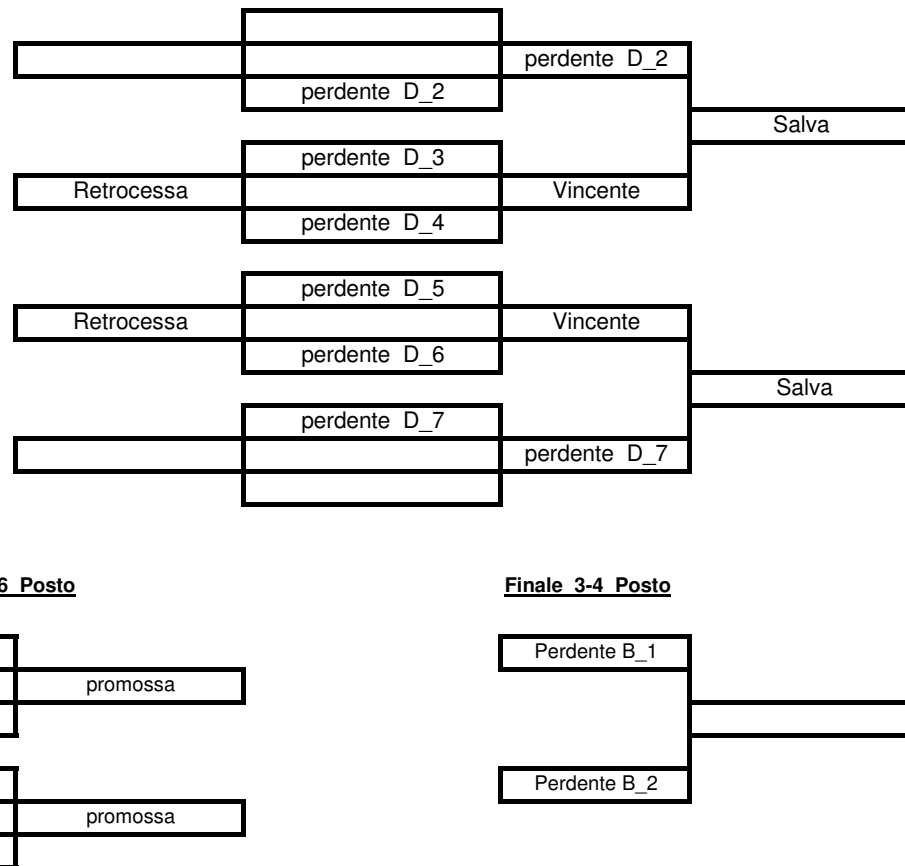 perdente D_2
perdente D_2
Salva
perdente D_3
Retrocessa Vincente
perdente D_4
perdente D_5
Retrocessa Vincente
perdente D_6
Salva
perdente D_7
perdente D_7
6 Posto Finale 3-4 Posto
Perdente B_1
promossa
Perdente B_2
promossa